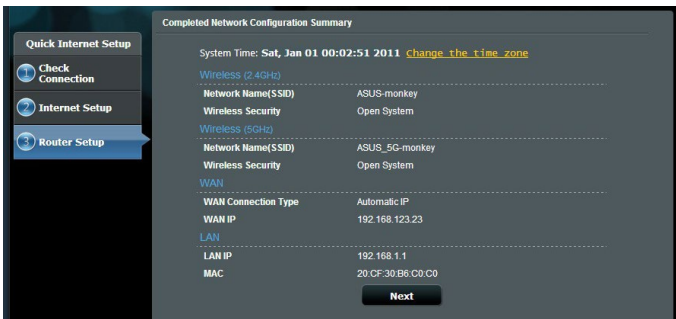 Completed Network Configuration Summary
Quick Internet Setup
1 Check Connection
2 Internet Setup
3 Router Setup
System Time: Sat, Jan 01 00:02:51 2011 Change the time zone
Wireless (2.4GHz)
Network Name(SSID) ASUS-monkey
Wireless Security Open System
Wireless (5GHz)
Network Name(SSID) ASUS_5G-monkey
Wireless Security Open System
WAN
WAN Connection Type Automatic IP
WAN IP 192.168.123.23
LAN
LAN IP 192.168.1.1
MAC 20:CF:30:B6:C0:C0
Next